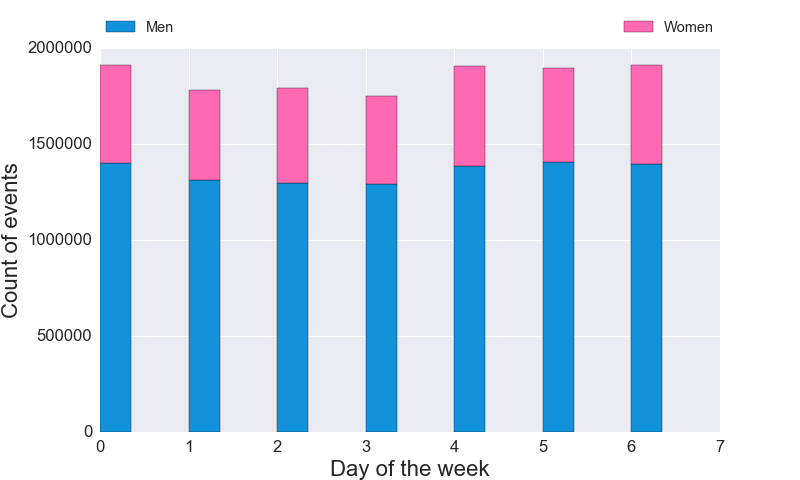 Men Women
2000000
1500000
1000000
500000
0
0 1 2 3 4 5 6 7
Count of events
Day of the week